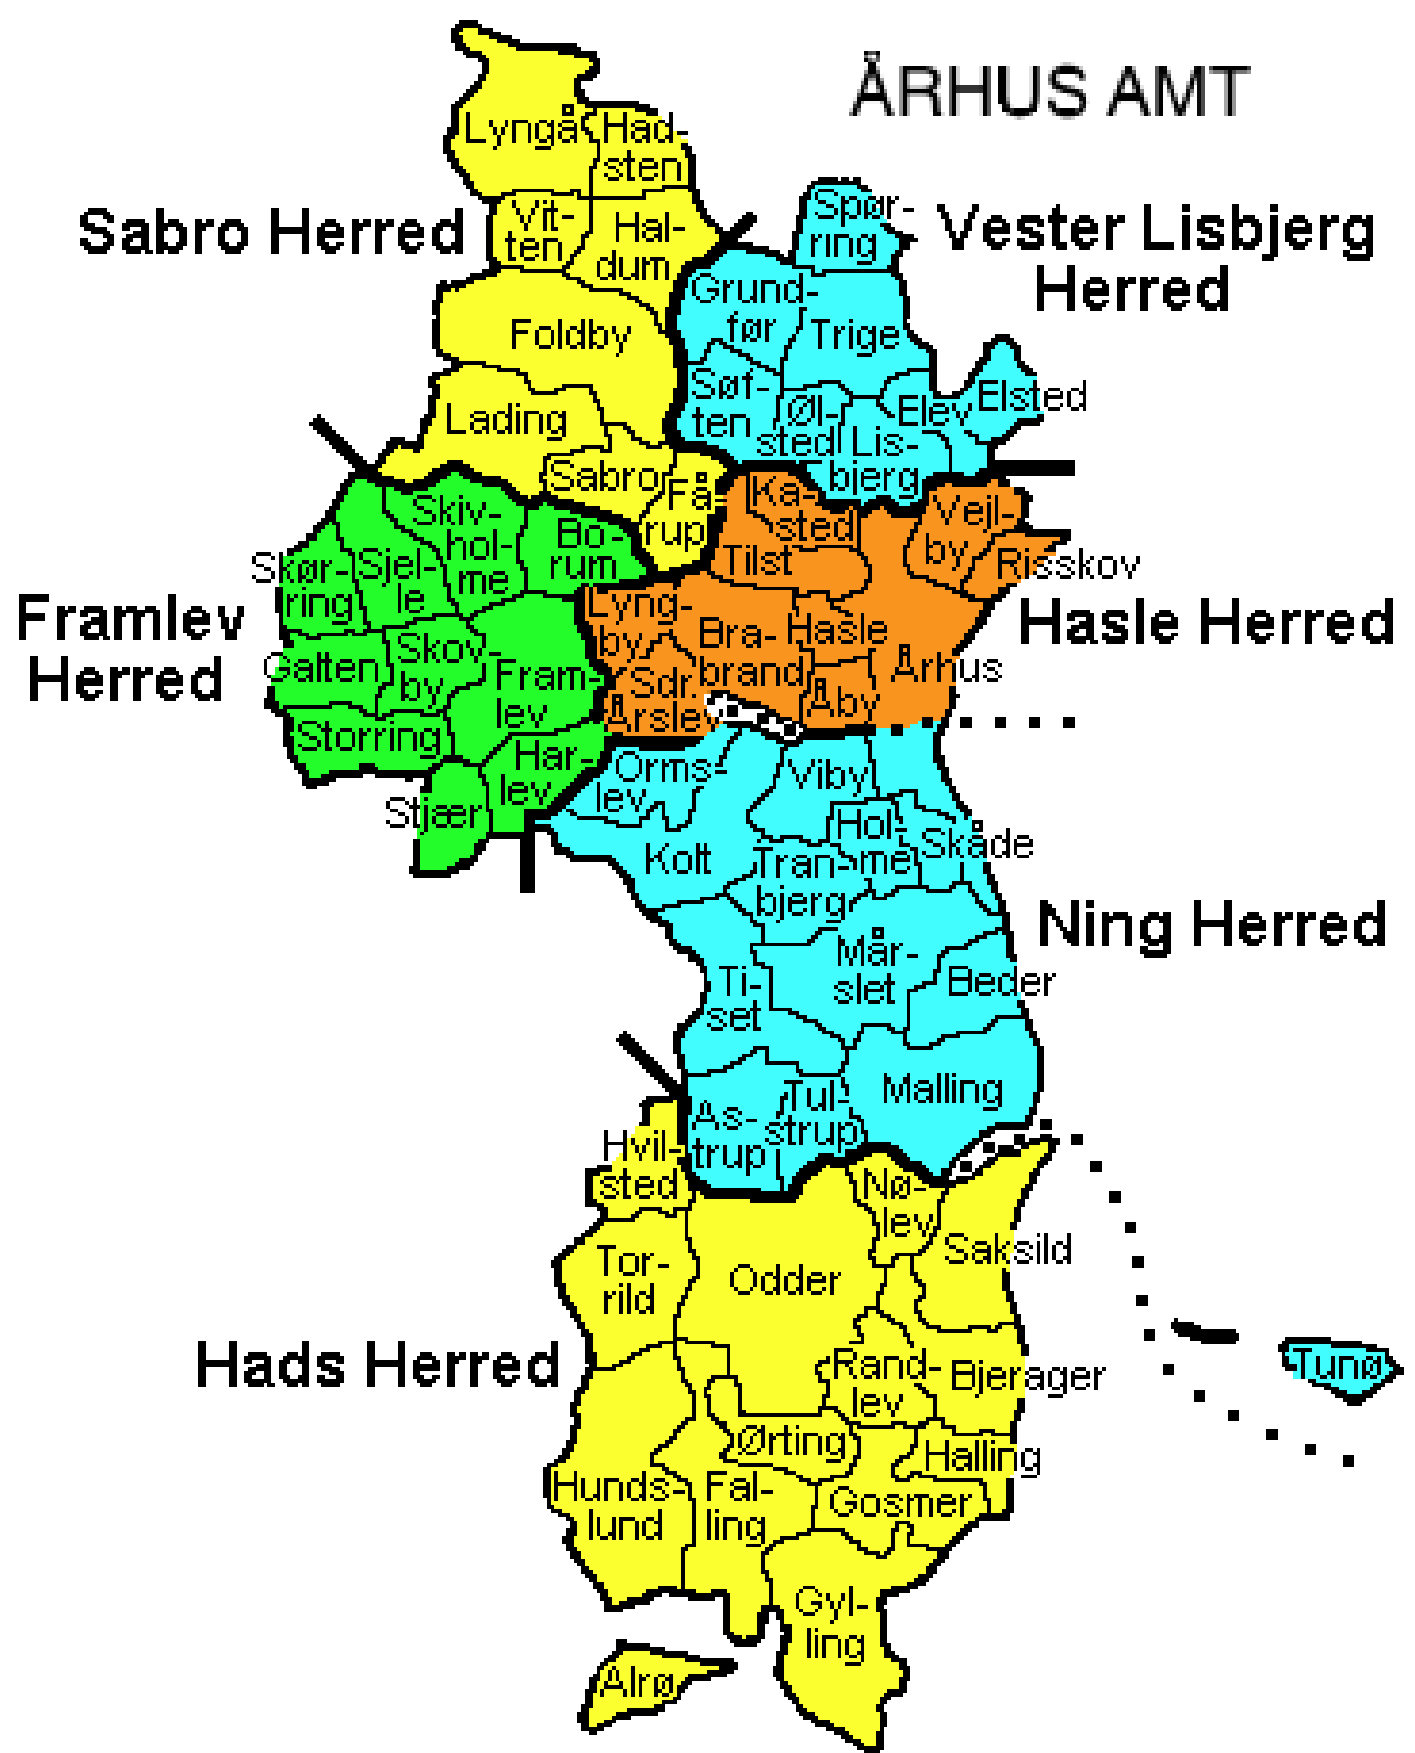 ÅRHUS AMT
Lyngå
Had-
sten
Sabro Herred
Vit-
ten
Hal-
dum
Spør-
ring
Vester Lisbjerg
Herred
Grund-
før
Trige
Foldby
Søf-
ten
Øl-
sted
Elev
Elsted
Lading
Lis-
bjerg
Sabro
Få-
rup
Ka-
sted
Vejl-
by
Skiv-
hol-
me
Bo-
rum
Tilst
Risskov
Skør-
ring
Sjel-
le
Framlev
Herred
Lyng-
by
Bra-
brand
Hasle
Hasle Herred
Galten
Skov-
by
Fram-
lev
Sdr.
Årslev
Åby
Århus
Storring
Har-
lev
Orms-
lev
Viby
Stjær
Hol-
me
Skåde
Kolt
Tran-
bjerg
Ning Herred
Mår-
slet
Beder
Ti-
set
Malling
As-
trup
Tul-
strup
Hvil-
sted
Nø-
lev
Saksild
Tor-
rild
Odder
Hads Herred
Rand-
lev
Bjerager
Tunø
Ørting
Halling
Hunds-
lund
Fal-
ling
Gosmer
Gyl-
ling
Alrø